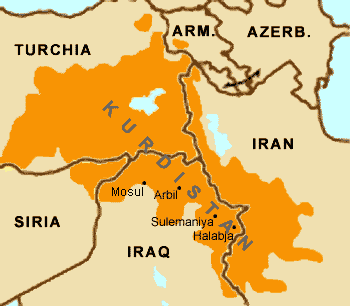 ARM.
AZERB.
TURCHIA
KURDISTAN
IRAN
Mosul
Arbil
SIRIA
Sulemaniya
Halabja
IRAQ